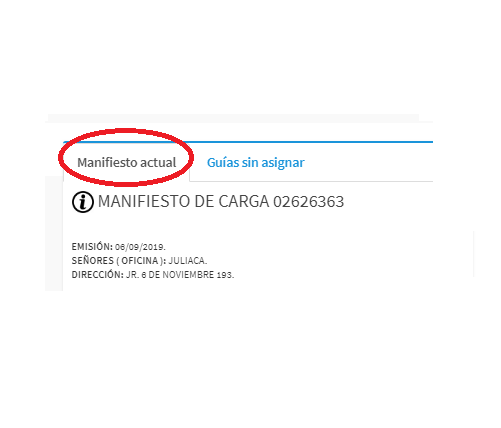 Manifiesto actual Guías sin asignar
MANIFIESTO DE CARGA 02626363
EMISIÓN: 06/09/2019.
SEÑORES ( OFICINA ): JULIACA.
DIRECCIÓN: JR. 6 DE NOVIEMBRE 193.